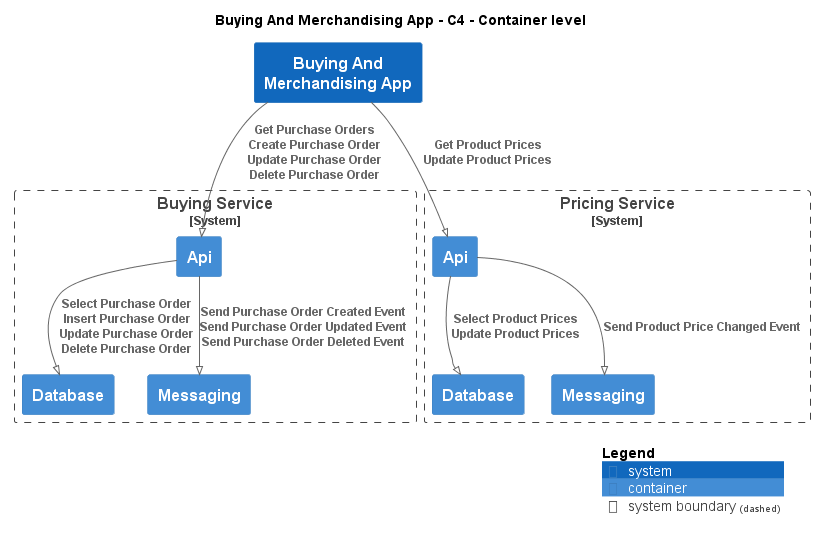 Buying And Merchandising App - C4 - Container level
Buying And
Merchandising App
Get Purchase Orders
Create Purchase Order
Update Purchase Order
Delete Purchase Order
Get Product Prices
Update Product Prices
Buying Service
[System]
Pricing Service
[System]
Api
Api
Select Purchase Order
Insert Purchase Order
Update Purchase Order
Delete Purchase Order
Send Purchase Order Created Event
Send Purchase Order Updated Event
Send Purchase Order Deleted Event
Select Product Prices
Update Product Prices
Send Product Price Changed Event
Database
Messaging
Database
Messaging
Legend
system
container
system boundary (dashed)